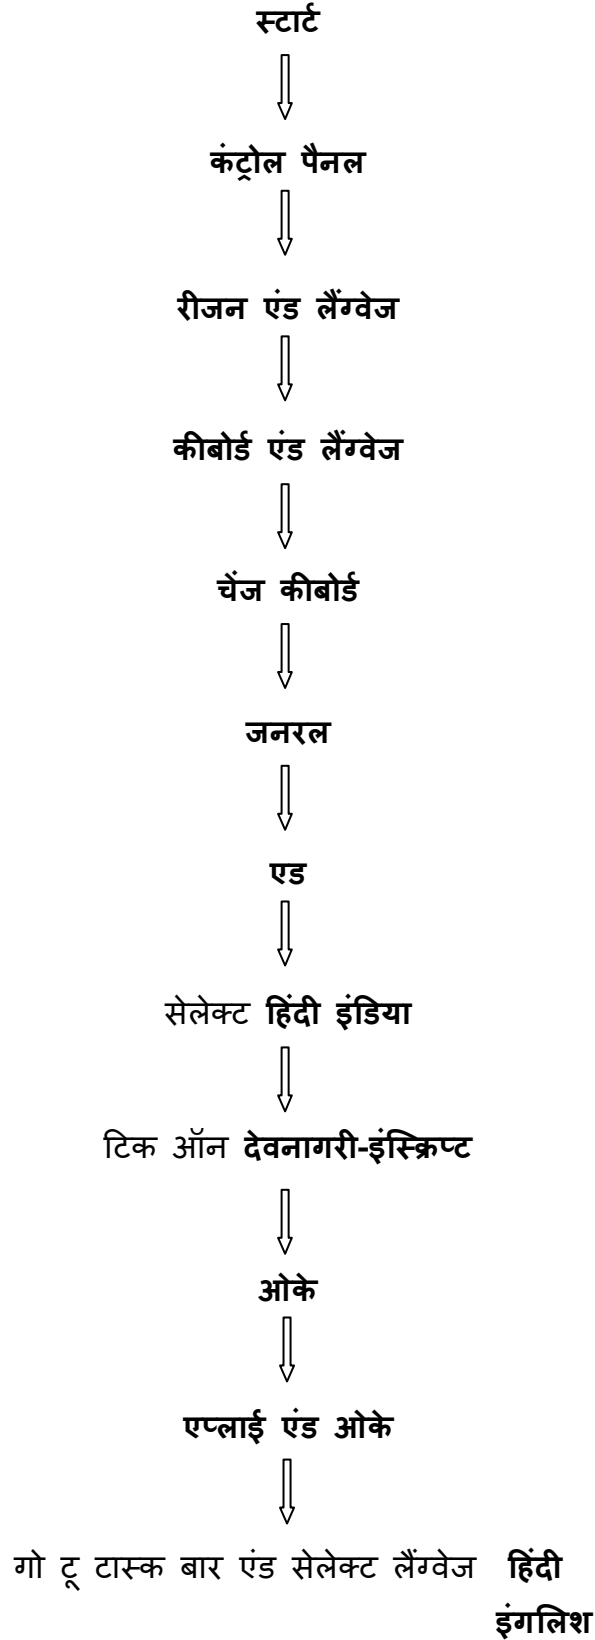 स्टार्ट
कंट्रोल पैनल
रीजन एंड लैंग्वेज
कीबोर्ड एंड लैंग्वेज
चेंज कीबोर्ड
जनरल
एड
सेलेक्ट हिंदी इंडिया
टिक ऑन देवनागरी-इंस्क्रिप्ट
ओके
एप्लाई एंड ओके
गो टू टास्क बार एंड सेलेक्ट लैंग्वेज हिंदी
इंगलिश